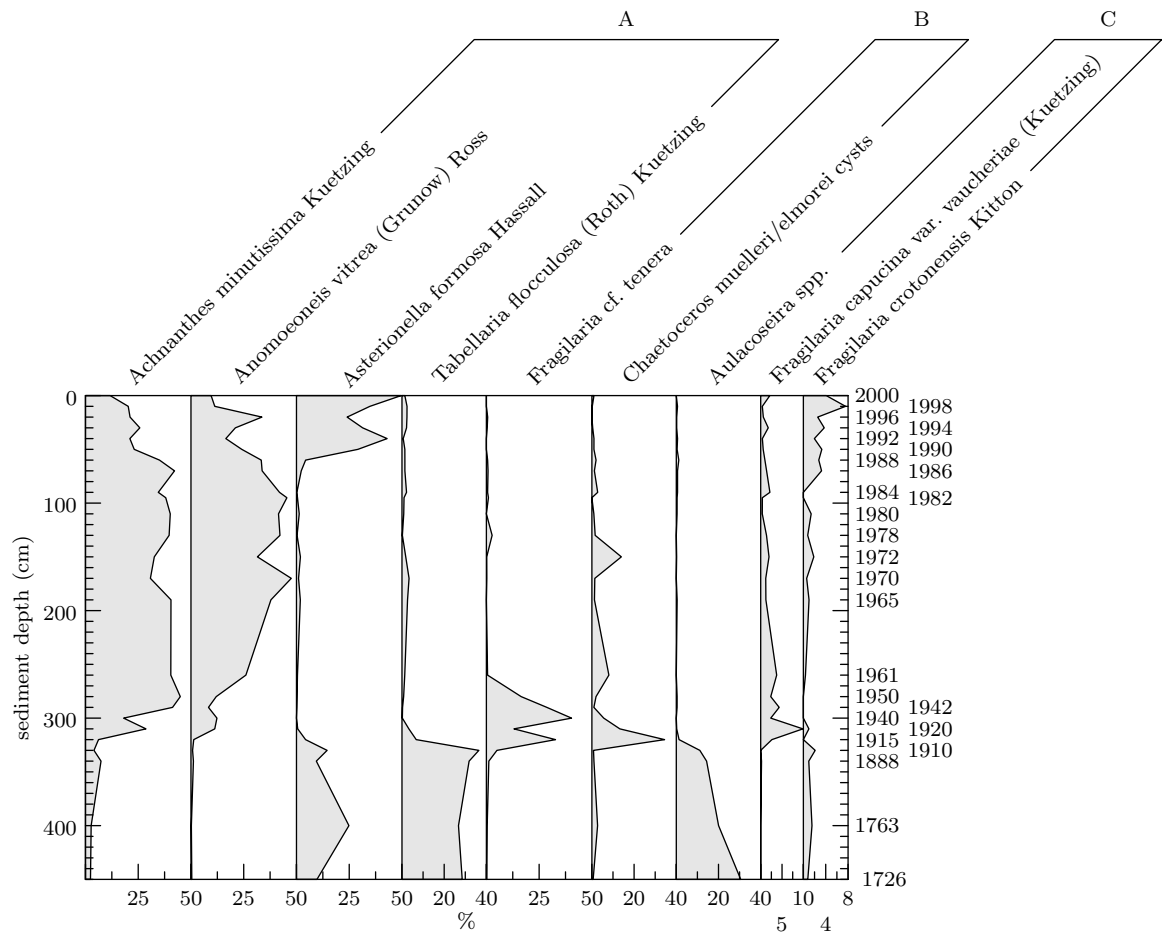 A B C
Achnanthes minutissima Kuetzing
Anomoeoneis vitrea (Grunow) Ross
Asterionella formosa Hassall
Tabellaria flocculosa (Roth) Kuetzing
Fragilaria cf. tenera
Chaetoceros muelleri/elmorei cysts
Aulacoseira spp.
Fragilaria capucina var. vaucheriae (Kuetzing)
Fragilaria crotonensis Kitton
sediment depth (cm)
0
100
200
300
400
2000
1998
1996
1994
1992
1990
1988
1986
1984
1982
1980
1978
1972
1970
1965
1961
1950
1942
1940
1920
1915
1910
1888
1763
1726
25 50 25 50 25 50 20 40 25 50 20 40 20 40 10 8
5 4
%